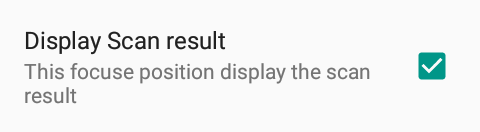 Display Scan result
This focuse position display the scan
result